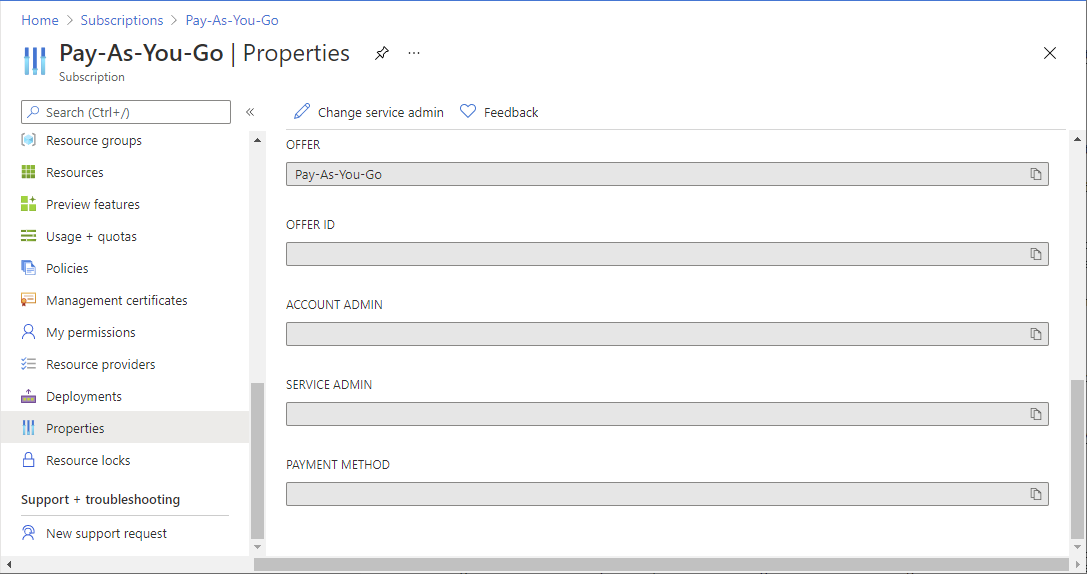 Home > Subscriptions > Pay-As-You-Go
Pay-As-You-Go | Properties
Subscription
Search (Ctrl+/)
Resource groups
Resources
Preview features
Usage + quotas
Policies
Management certificates
My permissions
Resource providers
Deployments
Properties
Resource locks
Support + troubleshooting
New support request
Change service admin Feedback
OFFER
Pay-As-You-Go
OFFER ID
ACCOUNT ADMIN
SERVICE ADMIN
PAYMENT METHOD